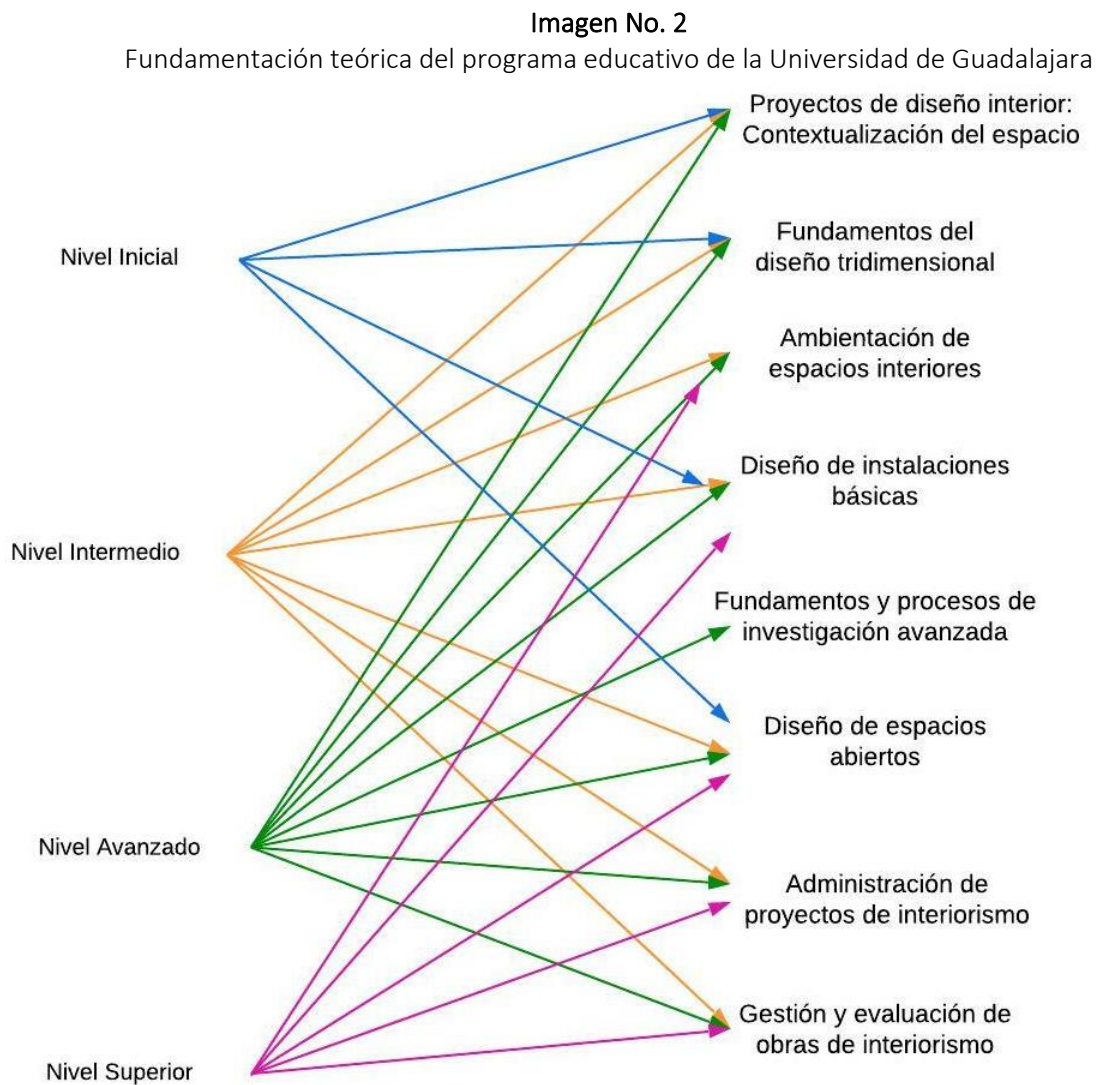 Imagen No. 2
Fundamentación teórica del programa educativo de la Universidad de Guadalajara
Proyectos de diseño interior:
Contextualización del espacio
Nivel Inicial
Fundamentos del
diseño tridimensional
Ambientación de
espacios interiores
Diseño de instalaciones
básicas
Nivel Intermedio
Fundamentos y procesos de
investigación avanzada
Diseño de espacios
abiertos
Nivel Avanzado
Administración de
proyectos de interiorismo
Gestión y evaluación de
obras de interiorismo
Nivel Superior